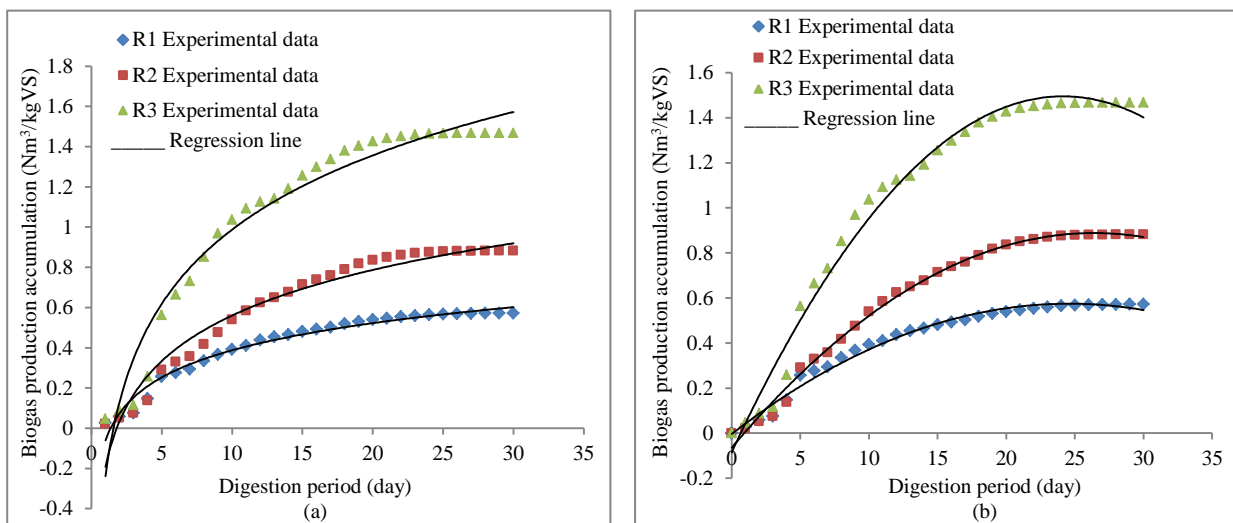 R1 Experimental data
R2 Experimental data
R3 Experimental data
______ Regression line
Biogas production accumulation (Nm³/kgVS)
1.8
1.6
1.4
1.2
1
0.8
0.6
0.4
0.2
0
-0.2
-0.4
0 5 10 15 20 25 30 35
Digestion period (day)
(a)
R1 Experimental data
R2 Experimental data
R3 Experimental data
______ Regression line
Biogas production accumulation (Nm³/kgVS)
1.6
1.4
1.2
1
0.8
0.6
0.4
0.2
0
-0.2
0 5 10 15 20 25 30 35
Digestion period (day)
(b)